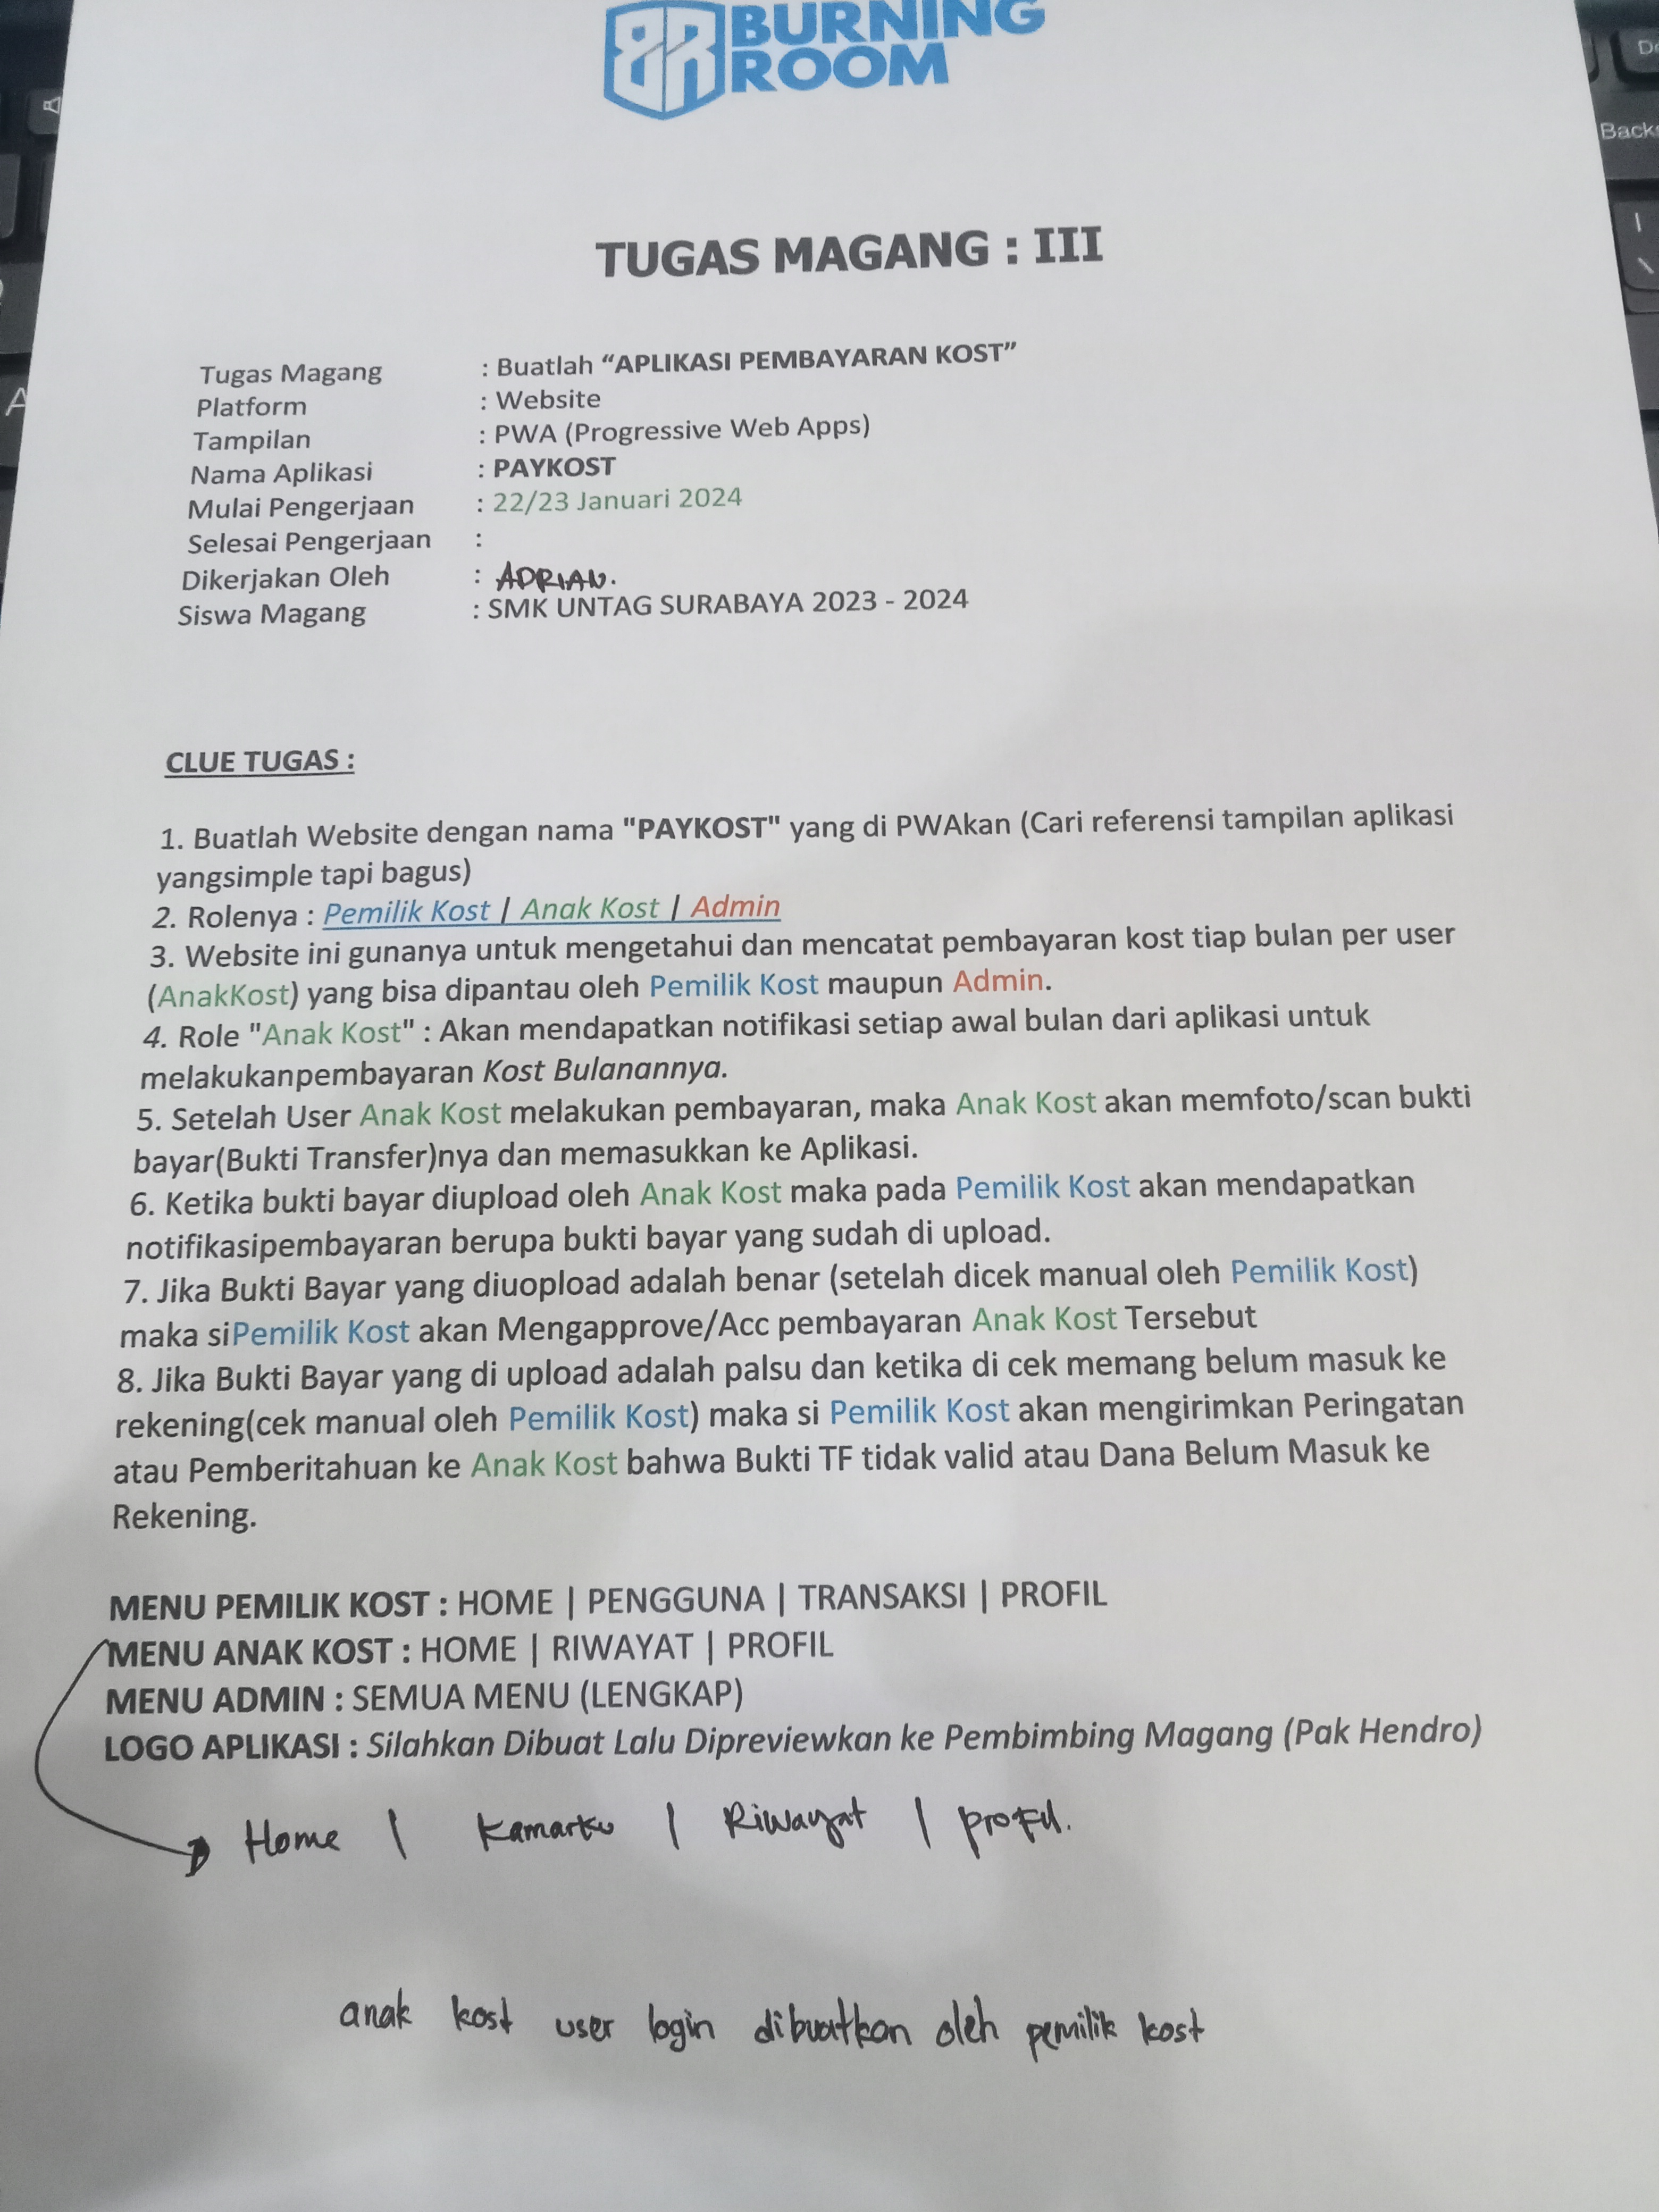 BURNING
ROOM
TUGAS MAGANG : III
Tugas Magang : Buatlah “APLIKASI PEMBAYARAN KOST”
Platform : Website
Tampilan : PWA (Progressive Web Apps)
Nama Aplikasi : PAYKOST
Mulai Pengerjaan : 22/23 Januari 2024
Selesai Pengerjaan :
Dikerjakan Oleh : ADRIAN.
Siswa Magang : SMK UNTAG SURABAYA 2023 - 2024
CLUE TUGAS :
1. Buatlah Website dengan nama "PAYKOST" yang di PWAkan (Cari referensi tampilan aplikasi
yangsimple tapi bagus)
2. Rolenya : Pemilik Kost | Anak Kost | Admin
3. Website ini gunanya untuk mengetahui dan mencatat pembayaran kost tiap bulan per user
(AnakKost) yang bisa dipantau oleh Pemilik Kost maupun Admin.
4. Role "Anak Kost" : Akan mendapatkan notifikasi setiap awal bulan dari aplikasi untuk
melakukanpembayaran Kost Bulanannya.
5. Setelah User Anak Kost melakukan pembayaran, maka Anak Kost akan memfoto/scan bukti
bayar(Bukti Transfer)nya dan memasukkan ke Aplikasi.
6. Ketika bukti bayar diupload oleh Anak Kost maka pada Pemilik Kost akan mendapatkan
notifikasipembayaran berupa bukti bayar yang sudah di upload.
7. Jika Bukti Bayar yang diuopload adalah benar (setelah dicek manual oleh Pemilik Kost)
maka siPemilik Kost akan Mengapprove/Acc pembayaran Anak Kost Tersebut
8. Jika Bukti Bayar yang di upload adalah palsu dan ketika di cek memang belum masuk ke
rekening(cek manual oleh Pemilik Kost) maka si Pemilik Kost akan mengirimkan Peringatan
atau Pemberitahuan ke Anak Kost bahwa Bukti TF tidak valid atau Dana Belum Masuk ke
Rekening.
MENU PEMILIK KOST : HOME | PENGGUNA | TRANSAKSI | PROFIL
MENU ANAK KOST : HOME | RIWAYAT | PROFIL
MENU ADMIN : SEMUA MENU (LENGKAP)
LOGO APLIKASI : Silahkan Dibuat Lalu Dipreviewkan ke Pembimbing Magang (Pak Hendro)
Home | Kamarku | Riwayat | profil.
anak kost user login dibuatkan oleh pemilik kost